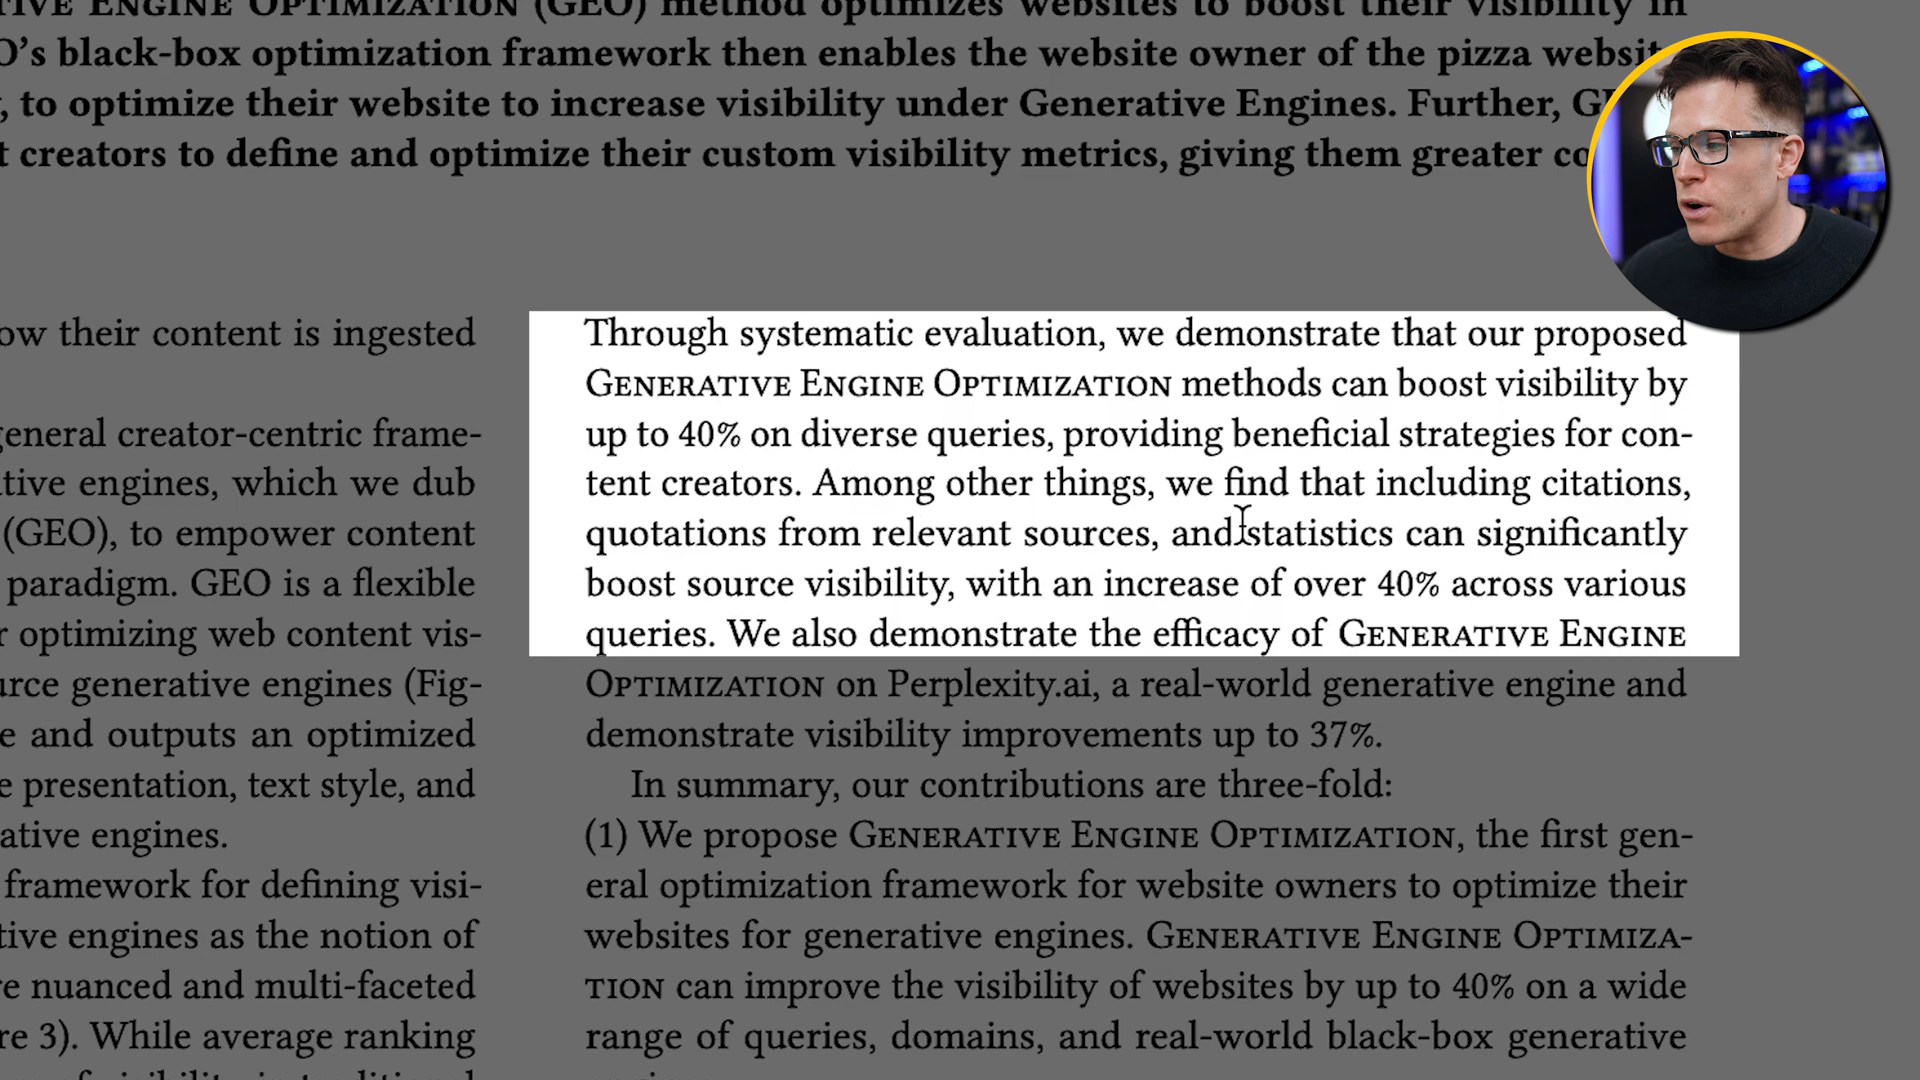 ENGINE OPTIMIZATION (GEO) method optimizes websites to boost their visibility in
O's black-box optimization framework then enables the website owner of the pizza
, to optimize their website to increase visibility under Generative Engines. Further,
t creators to define and optimize their custom visibility metrics, giving them greater
ow their content is ingested
general creator-centric frame-
ative engines, which we dub
(GEO), to empower content
paradigm. GEO is a flexible
r optimizing web content vis-
urce generative engines (Fig-
e and outputs an optimized
e presentation, text style, and
ative engines.
framework for defining visi-
tive engines as the notion of
re nuanced and multi-faceted
re 3). While average ranking
Through systematic evaluation, we demonstrate that our proposed
GENERATIVE ENGINE OPTIMIZATION methods can boost visibility by
up to 40% on diverse queries, providing beneficial strategies for con-
tent creators. Among other things, we find that including citations,
quotations from relevant sources, and statistics can significantly
boost source visibility, with an increase of over 40% across various
queries. We also demonstrate the efficacy of GENERATIVE ENGINE
OPTIMIZATION on Perplexity.ai, a real-world generative engine and
demonstrate visibility improvements up to 37%.
In summary, our contributions are three-fold:
(1) We propose GENERATIVE ENGINE OPTIMIZATION, the first gen-
eral optimization framework for website owners to optimize their
websites for generative engines. GENERATIVE ENGINE OPTIMIZA-
TION can improve the visibility of websites by up to 40% on a wide
range of queries, domains, and real-world black-box generative